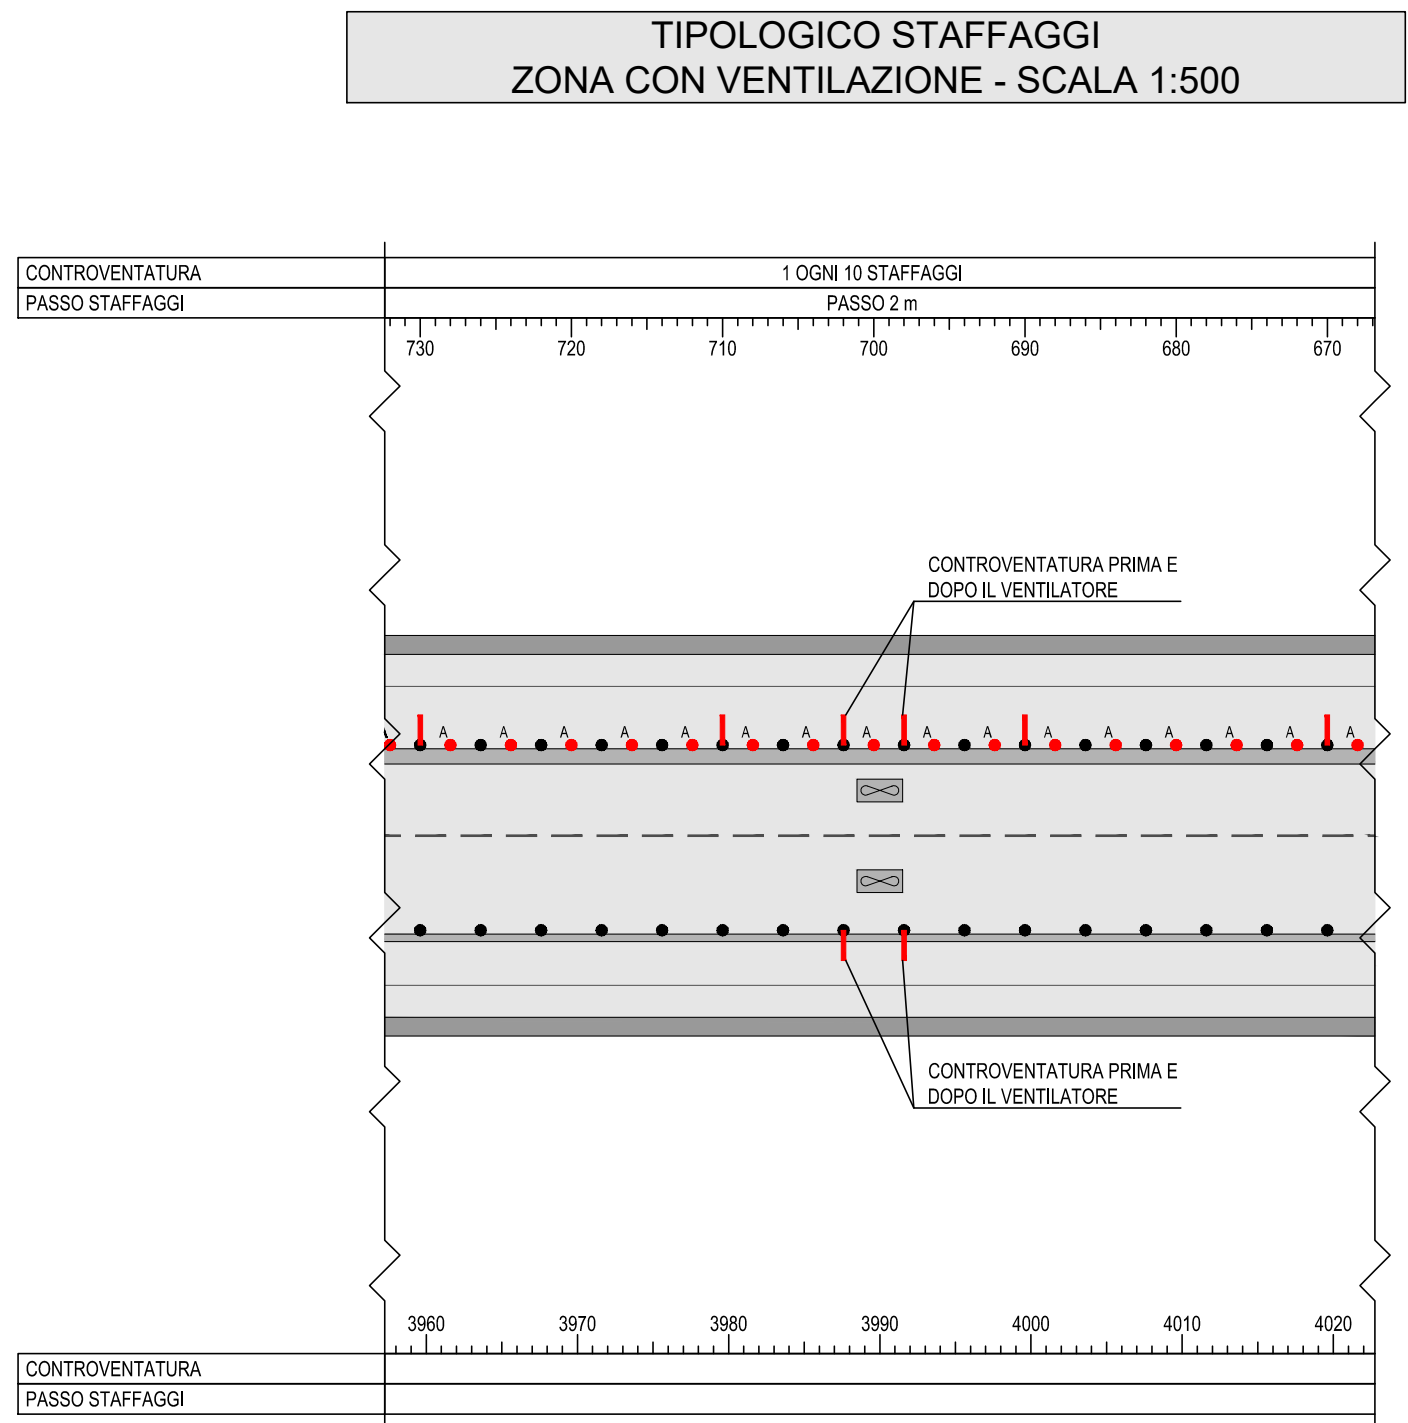 TIPOLOGICO STAFFAGGI
ZONA CON VENTILAZIONE - SCALA 1:500
CONTROVENTATURA 1 OGNI 10 STAFFAGGI
PASSO STAFFAGGI PASSO 2 m
730 720 710 700 690 680 670
CONTROVENTATURA PRIMA E
DOPO IL VENTILATORE
A A A A A A A A A A A A A A A A A
CONTROVENTATURA PRIMA E
DOPO IL VENTILATORE
3960 3970 3980 3990 4000 4010 4020
CONTROVENTATURA
PASSO STAFFAGGI